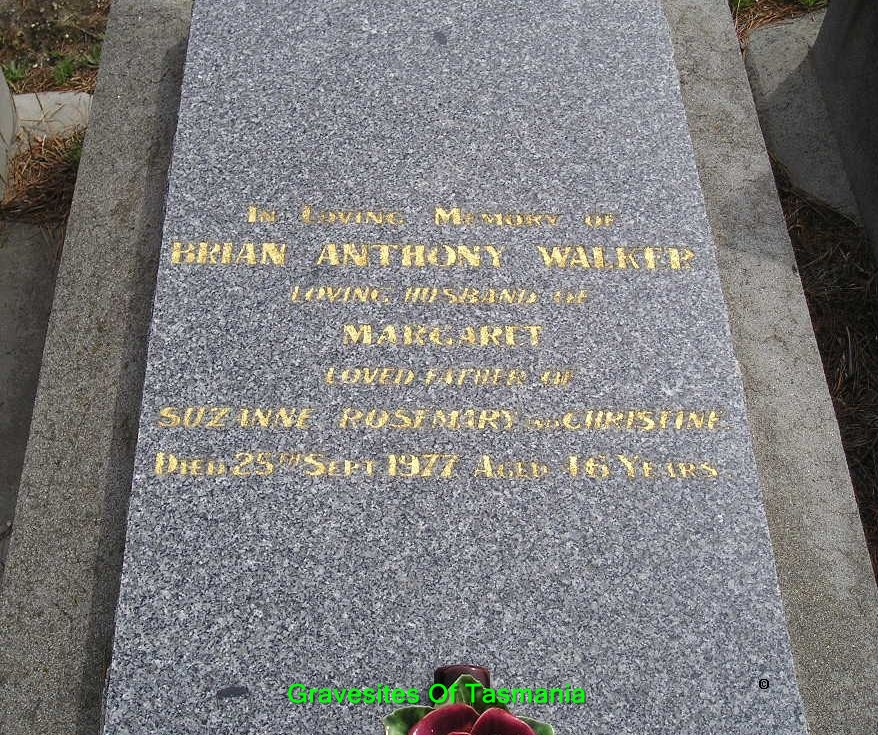 IN LOVING MEMORY OF
BRIAN ANTHONY WALKER
LOVING HUSBAND OF
MARGARET
LOVED FATHER OF
SUZANNE ROSEMARY AND CHRISTINE
DIED 25TH SEPT 1977 AGED 46 YEARS.
Gravesites Of Tasmania